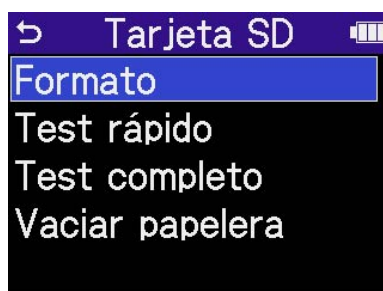 Tarjeta SD
Formato
Test rápido
Test completo
Vaciar papelera